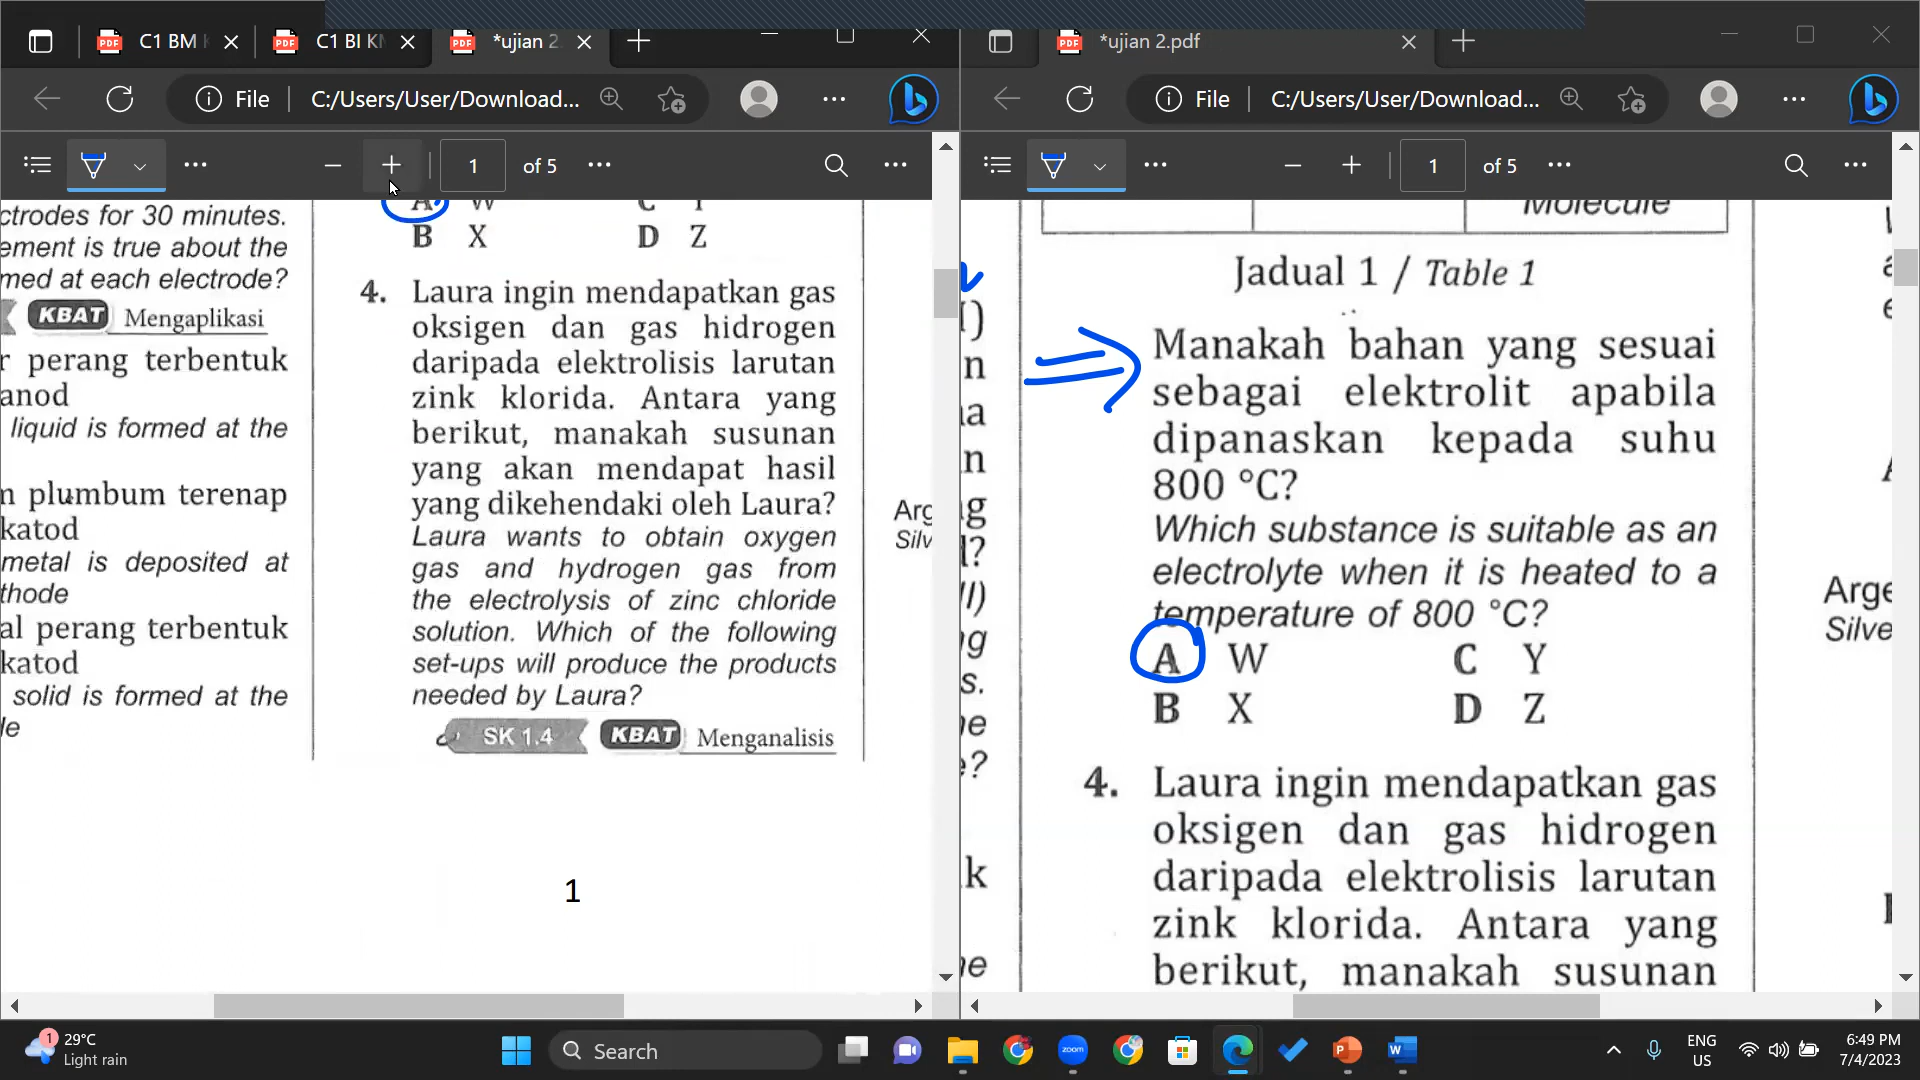 C1 BM
C1 BI KM
*ujian 2
*ujian 2.pdf
File
C:/Users/User/Download...
File
C:/Users/User/Download...
1
of 5
1
of 5
ctrodes for 30 minutes.
ement is true about the
med at each electrode?
KBAT Mengaplikasi
r perang terbentuk
anod
liquid is formed at the
n plumbum terenap
katod
metal is deposited at
thode
al perang terbentuk
katod
solid is formed at the
le
A W C Y
B X D Z
4. Laura ingin mendapatkan gas
oksigen dan gas hidrogen
daripada elektrolisis larutan
zink klorida. Antara yang
berikut, manakah susunan
yang akan mendapat hasil
yang dikehendaki oleh Laura?
Laura wants to obtain oxygen
gas and hydrogen gas from
the electrolysis of zinc chloride
solution. Which of the following
set-ups will produce the products
needed by Laura?
SK 1.4 KBAT Menganalisis
1
Arg
Silv
Molecule
Jadual 1 / Table 1
Manakah bahan yang sesuai
sebagai elektrolit apabila
dipanaskan kepada suhu
800 °C?
Which substance is suitable as an
electrolyte when it is heated to a
temperature of 800 °C?
A W C Y
B X D Z
4. Laura ingin mendapatkan gas
oksigen dan gas hidrogen
daripada elektrolisis larutan
zink klorida. Antara yang
berikut, manakah susunan
Arge
Silve
1
29°C
Light rain
Search
zoom
ENG
US
6:49 PM
7/4/2023